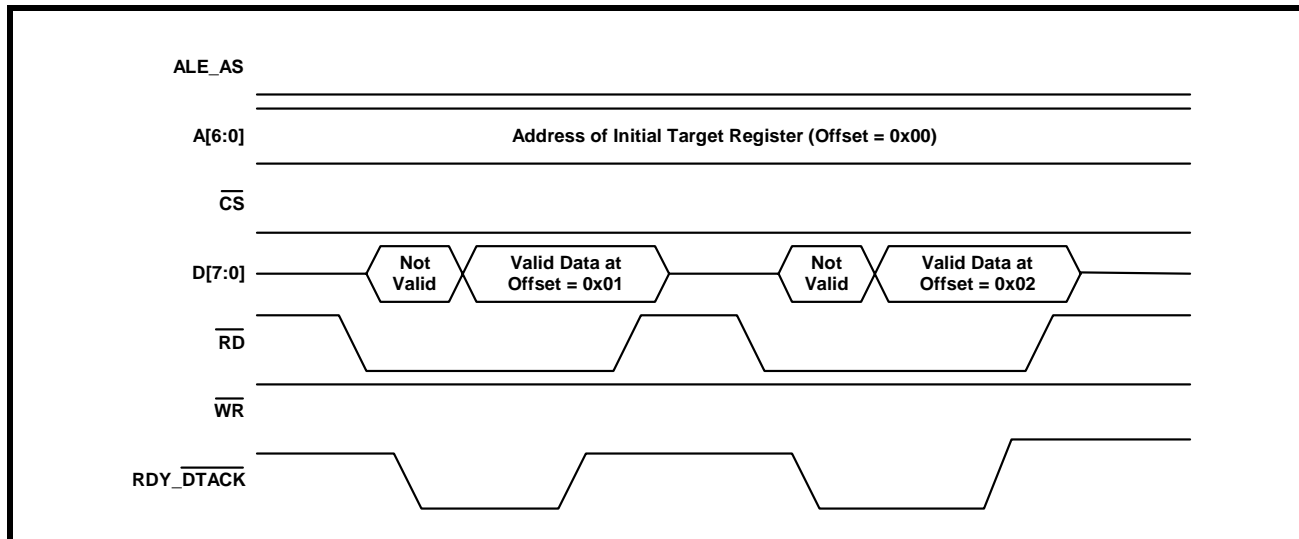 ALE_AS
A[6:0]
Address of Initial Target Register (Offset = 0x00)
CS
D[7:0]
Not
Valid
Valid Data at
Offset = 0x01
Not
Valid
Valid Data at
Offset = 0x02
RD
WR
RDY_DTACK